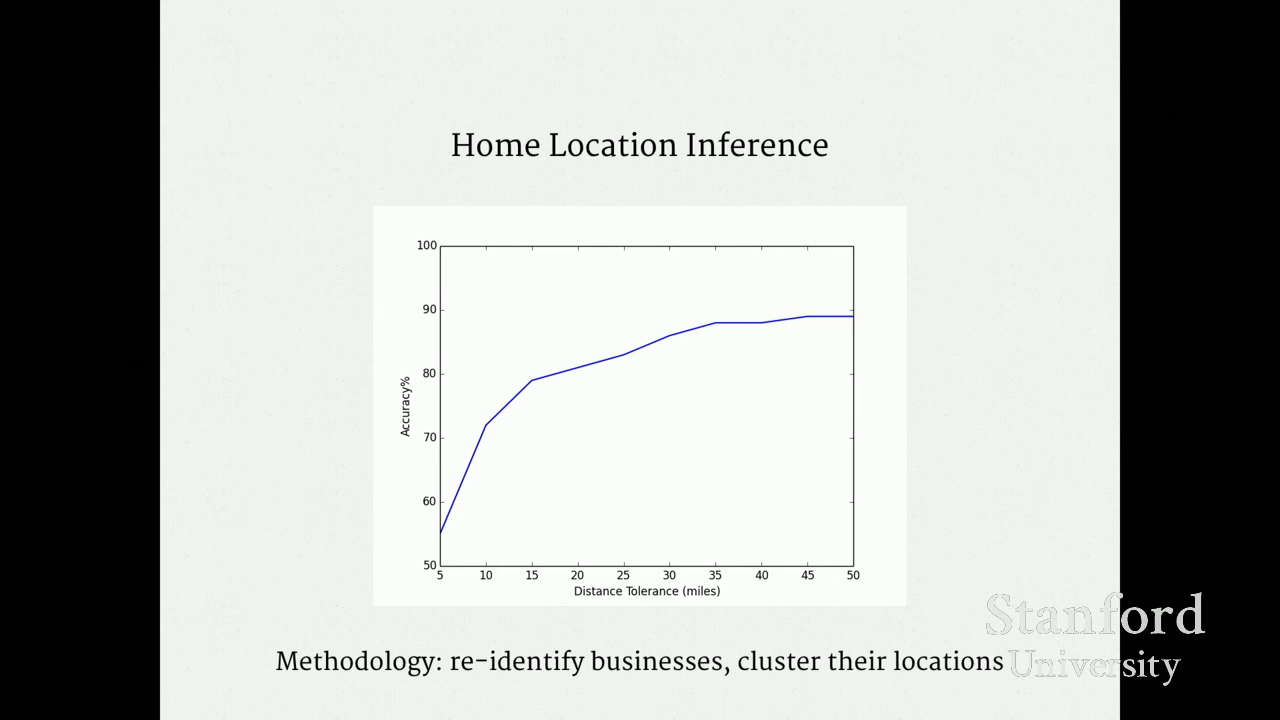 Home Location Inference
100
90
80
70
60
50
Accuracy%
5 10 15 20 25 30 35 40 45 50
Distance Tolerance (miles)
Methodology: re-identify businesses, cluster their locations
Stanford
University